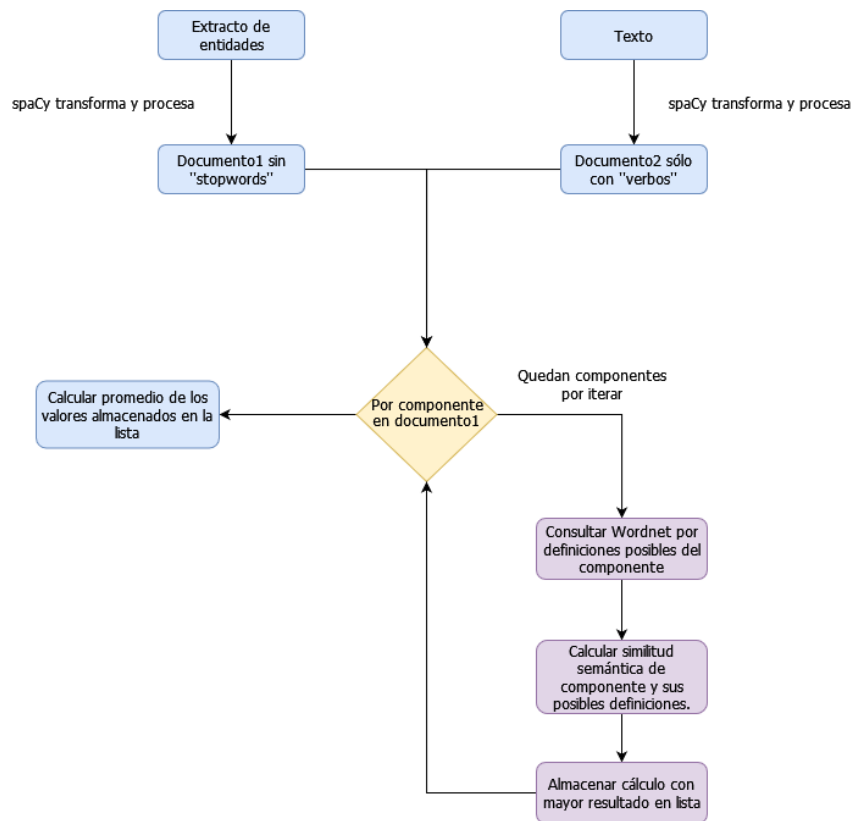 Extracto de
entidades
Texto
spaCy transforma y procesa
spaCy transforma y procesa
Documento1 sin
"stopwords"
Documento2 sólo
con "verbos"
Quedan componentes
por iterar
Calcular promedio de los
valores almacenados en la
lista
Por componente
en documento1
Consultar Wordnet por
definiciones posibles del
componente
Calcular similitud
semántica de
componente y sus
posibles definiciones.
Almacenar cálculo con
mayor resultado en lista